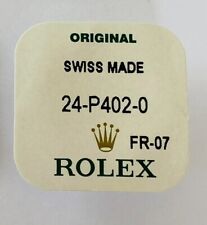 ORIGINAL
SWISS MADE
24-P402-0
FR-07
ROLEX